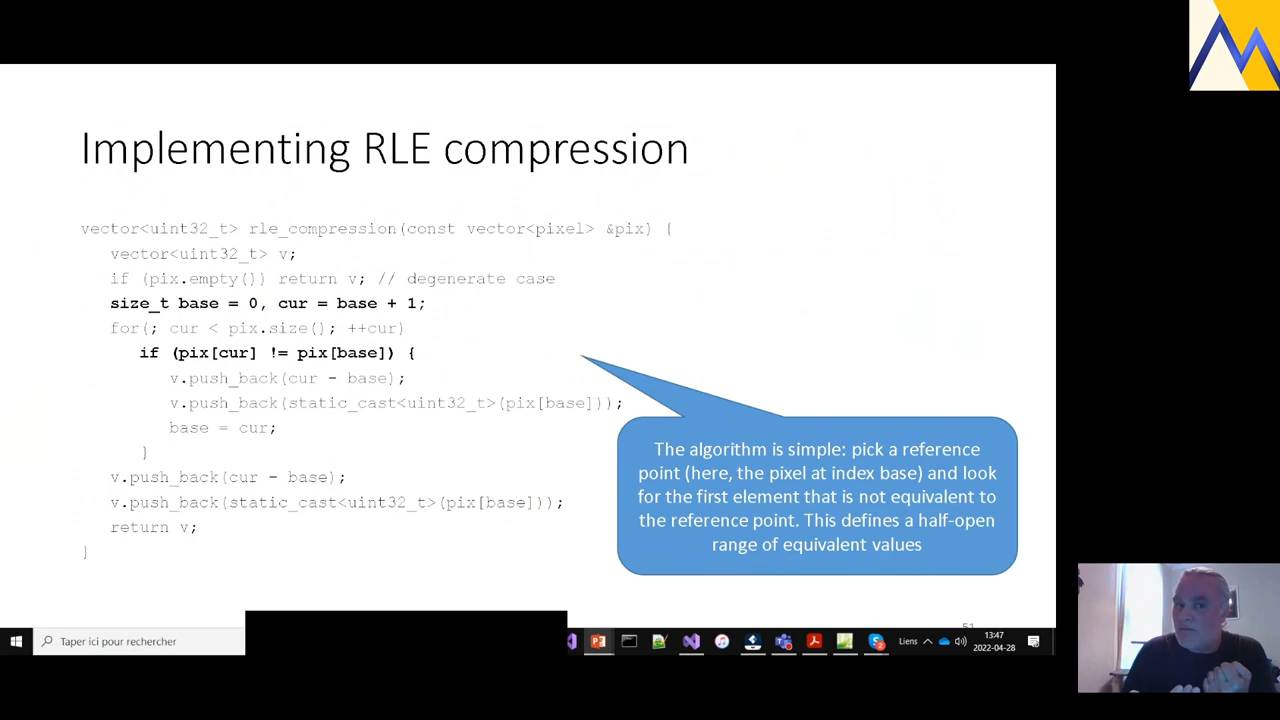 Implementing RLE compression
vector<uint32_t> rle_compression(const vector<pixel> &pix) {
vector<uint32_t> v;
if (pix.empty()) return v; // degenerate case
size_t base = 0, cur = base + 1;
for(; cur < pix.size(); ++cur)
if (pix[cur] != pix[base]) {
v.push_back(cur - base);
v.push_back(static_cast<uint32_t>(pix[base]));
base = cur;
}
v.push_back(cur - base);
v.push_back(static_cast<uint32_t>(pix[base]));
return v;
}
The algorithm is simple: pick a reference
point (here, the pixel at index base) and look
for the first element that is not equivalent to
the reference point. This defines a half-open
range of equivalent values
Taper ici pour rechercher
Liens
13:47
2022-04-28